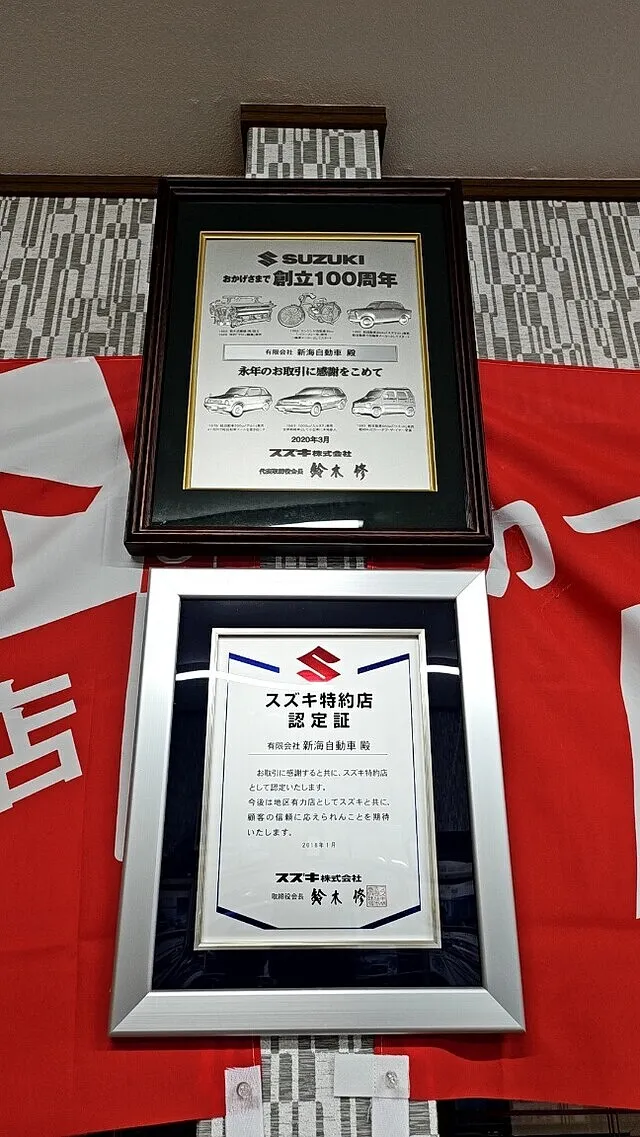 SUZUKI
おかげさまで 創立100周年
有限会社 新海自動車 殿
永年のお取引に感謝をこめて
2020年3月
スズキ株式会社
代表取締役会長 鈴木 修
店
スズキ特約店
認定証
有限会社 新海自動車 殿
お取引に感謝すると共に、スズキ特約店
として認定いたします。
今後は地区有力店としてスズキと共に、
顧客の信頼に応えられんことを期待
いたします。
2018年1月
スズキ株式会社
取締役会長 鈴木 修